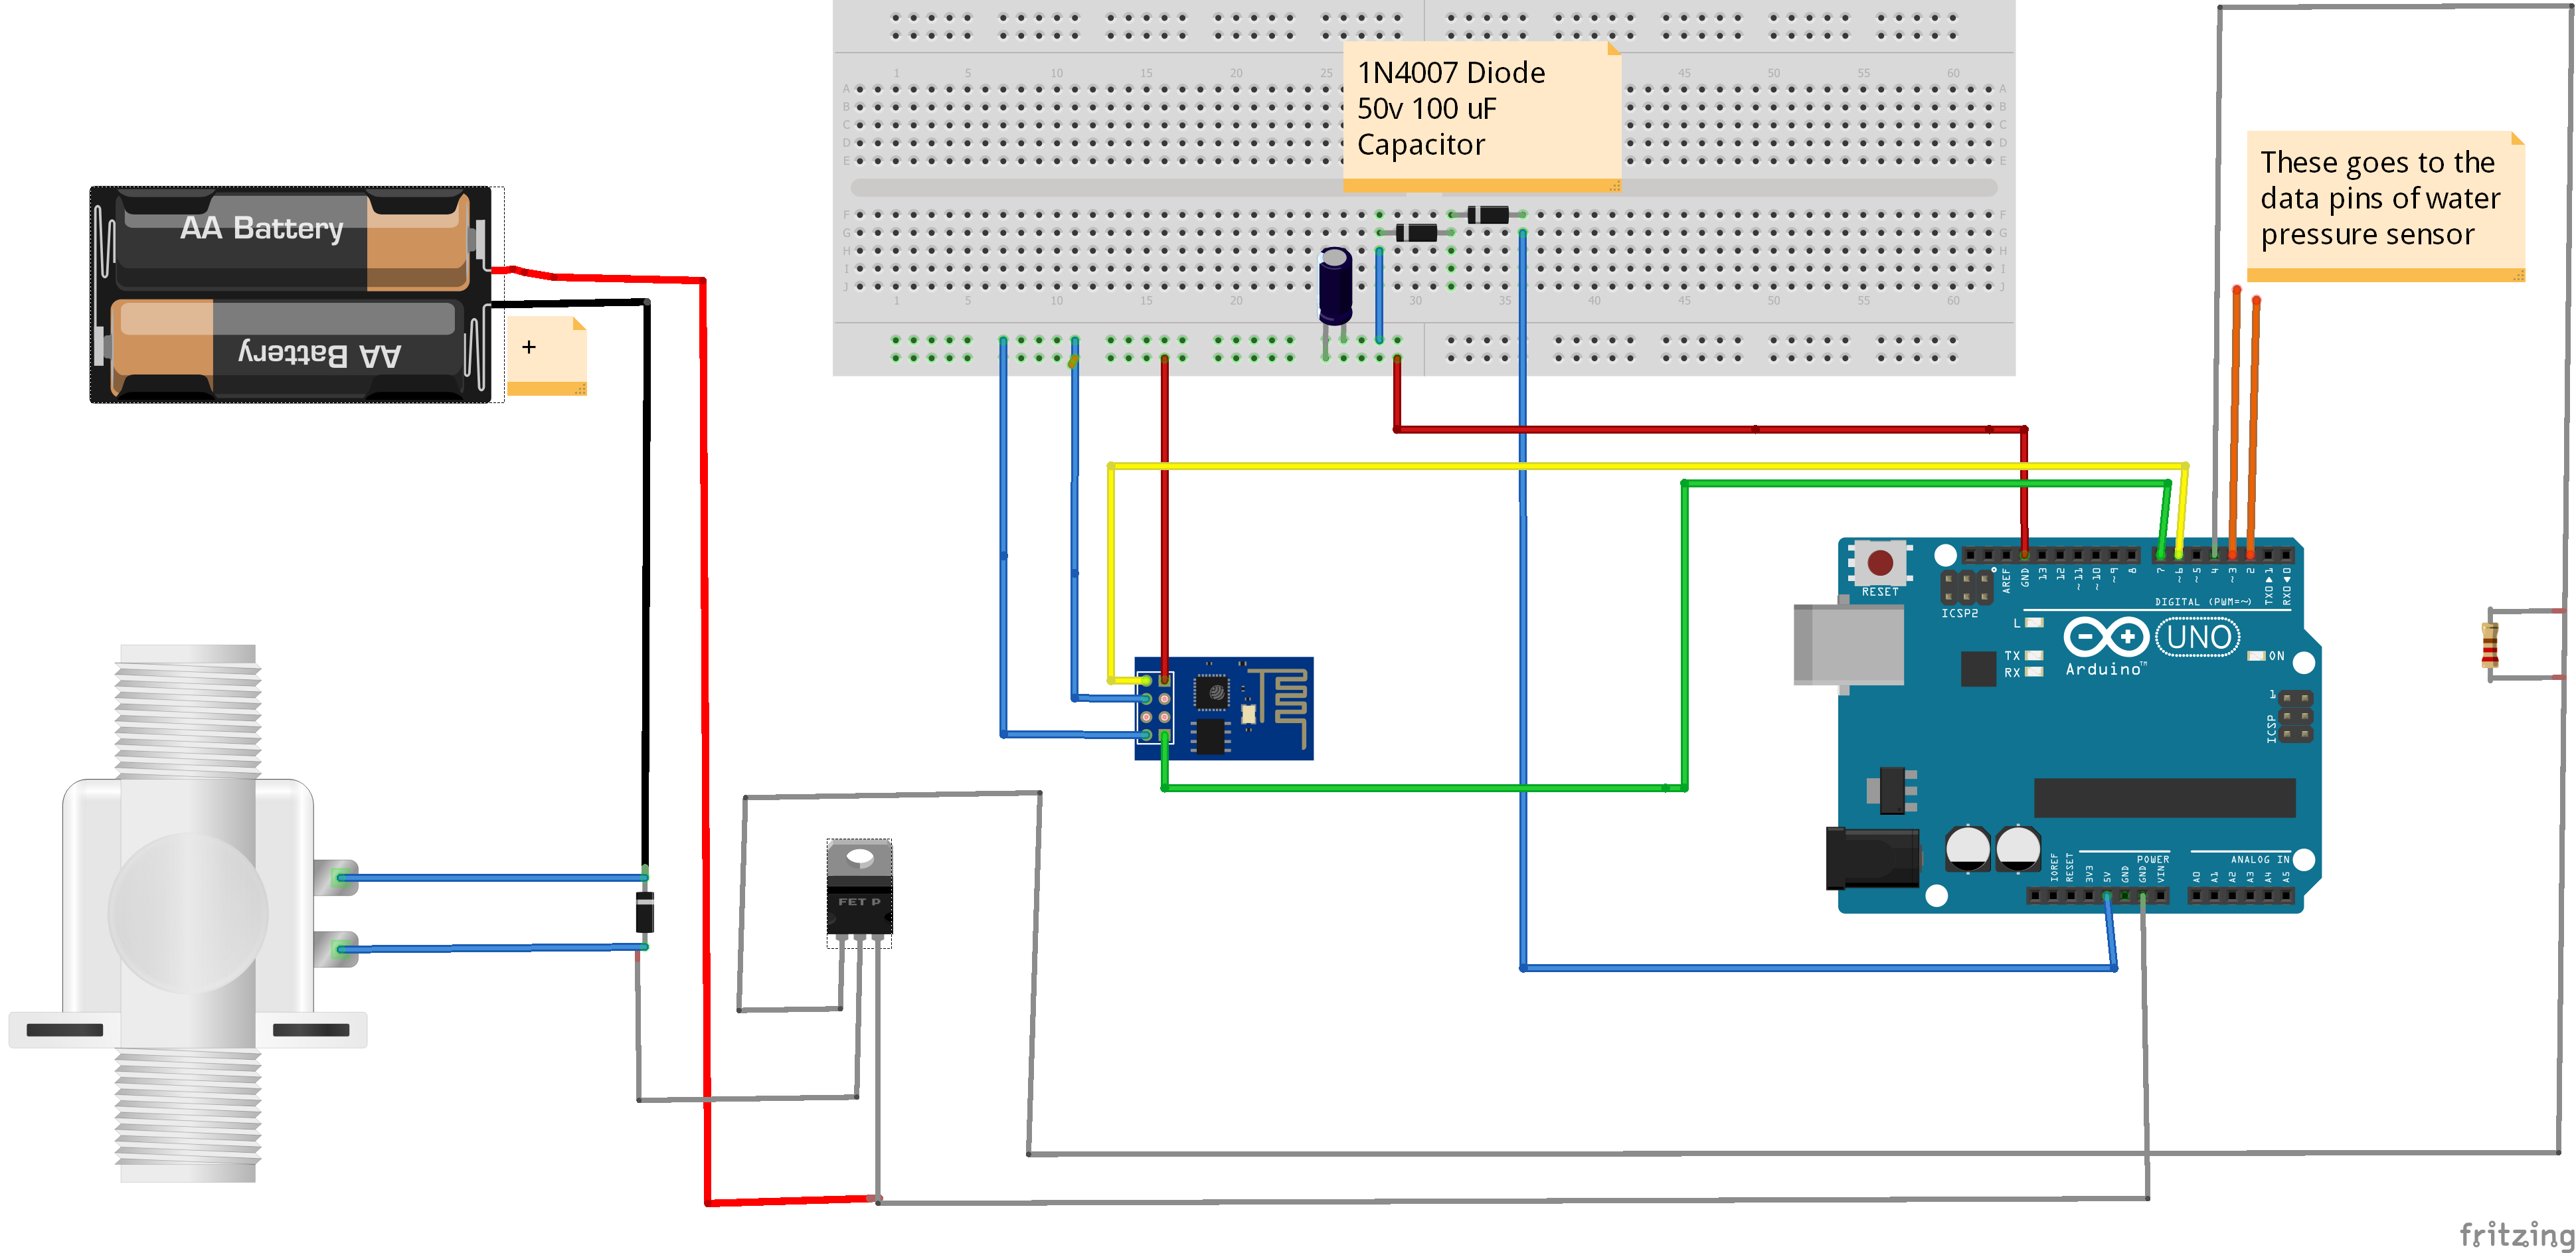 1 5 10 15 20 25 45 50 55 60
A A
B B
C C
D D
E E
1N4007 Diode
50v 100 uF
Capacitor
F F
G G
H H
I I
J J
1 5 10 15 20 30 35 40 45 50 55 60
These goes to the
data pins of water
pressure sensor
AA Battery
AA Battery
+
FET P
RESET
ICSP2
AREF
GND
13
12
~11
~10
~9
8
7
~6
~5
4
~3
2
TX0▶1
RX0◀0
DIGITAL (PWM=~)
L
TX
RX
UNO
Arduino™
ON
1
ICSP
IOREF
RESET
3V3
5V
GND
GND
VIN
POWER
ANALOG IN
A0
A1
A2
A3
A4
A5
fritzing